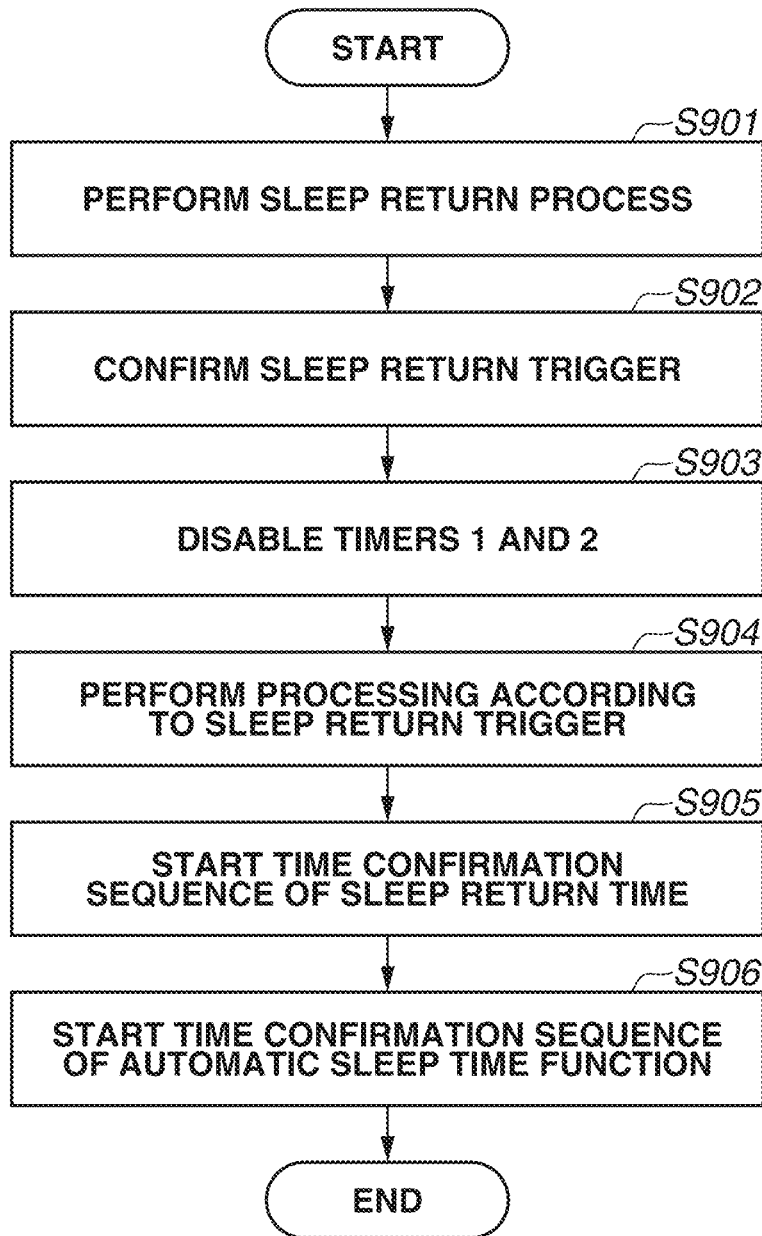 START
S901
PERFORM SLEEP RETURN PROCESS
S902
CONFIRM SLEEP RETURN TRIGGER
S903
DISABLE TIMERS 1 AND 2
S904
PERFORM PROCESSING ACCORDING
TO SLEEP RETURN TRIGGER
S905
START TIME CONFIRMATION
SEQUENCE OF SLEEP RETURN TIME
S906
START TIME CONFIRMATION SEQUENCE
OF AUTOMATIC SLEEP TIME FUNCTION
END